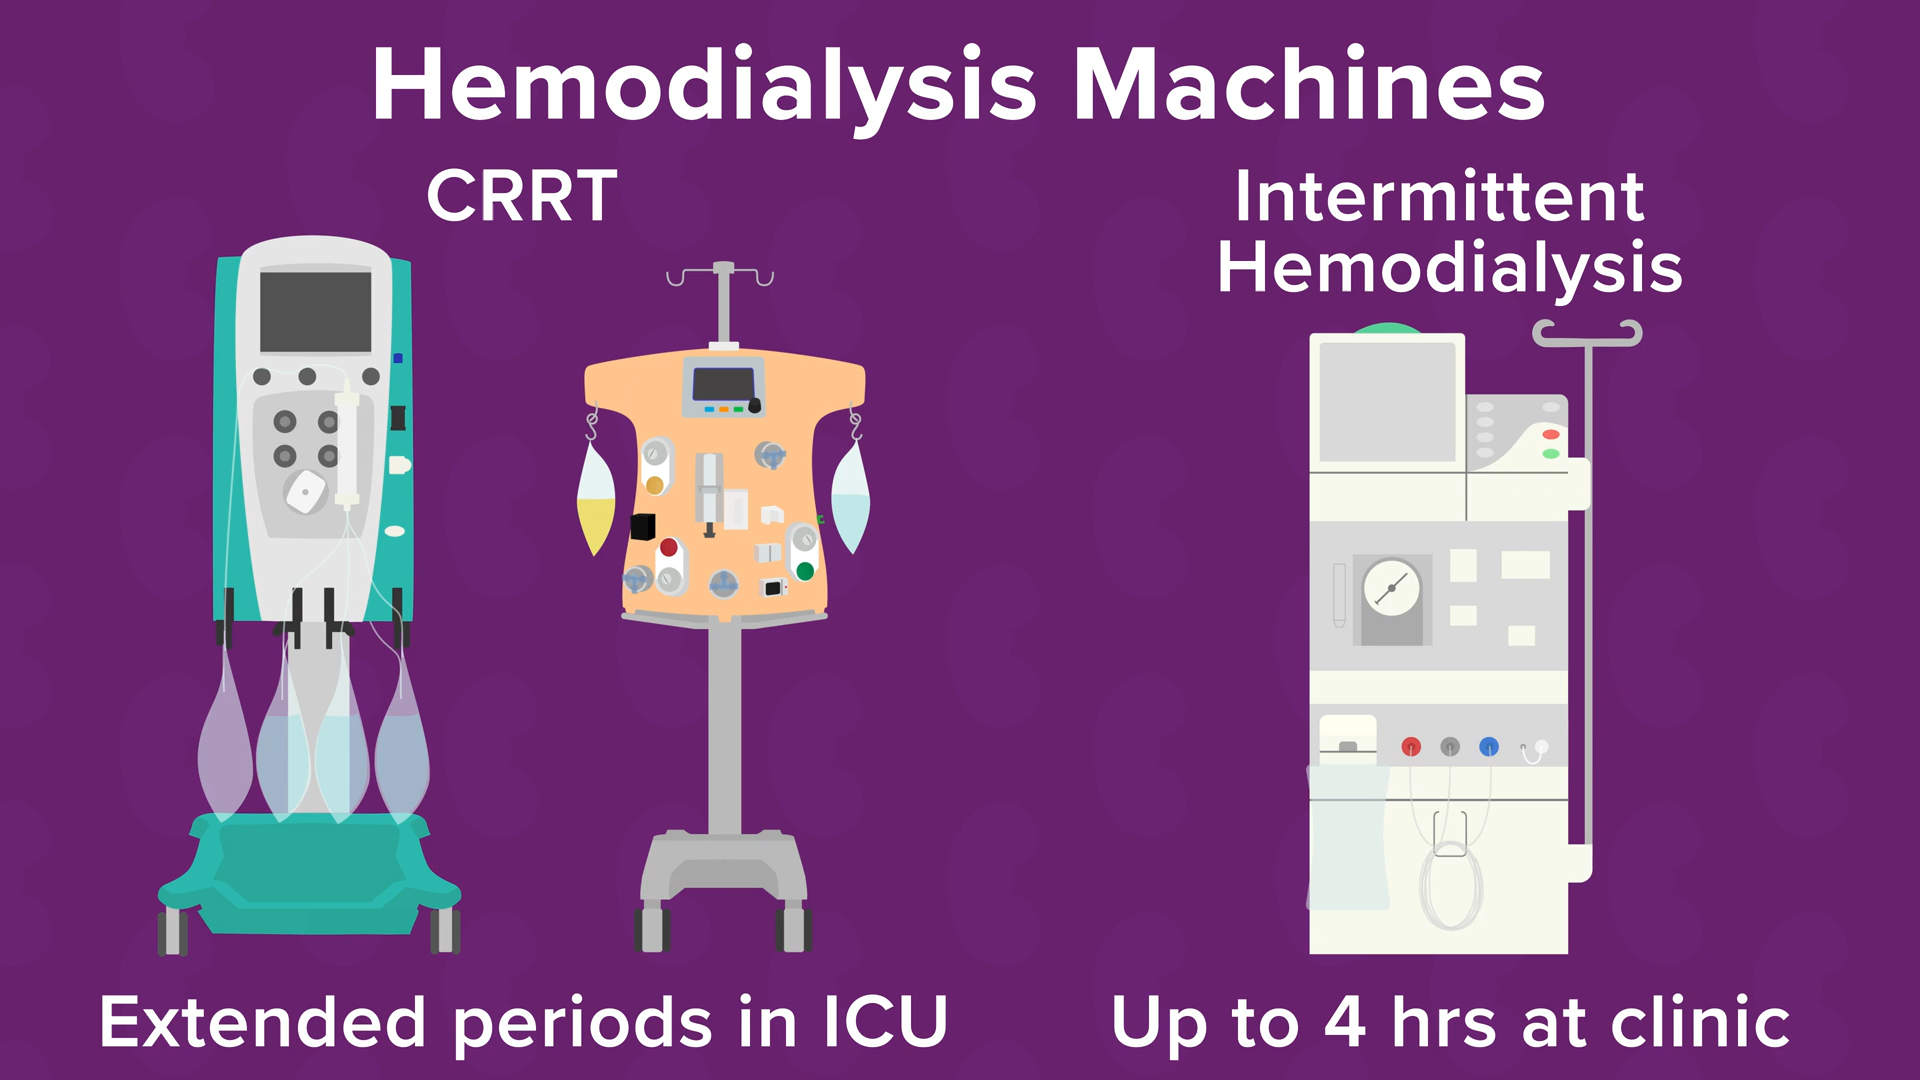 Hemodialysis Machines
CRRT
Intermittent
Hemodialysis
Extended periods in ICU
Up to 4 hrs at clinic